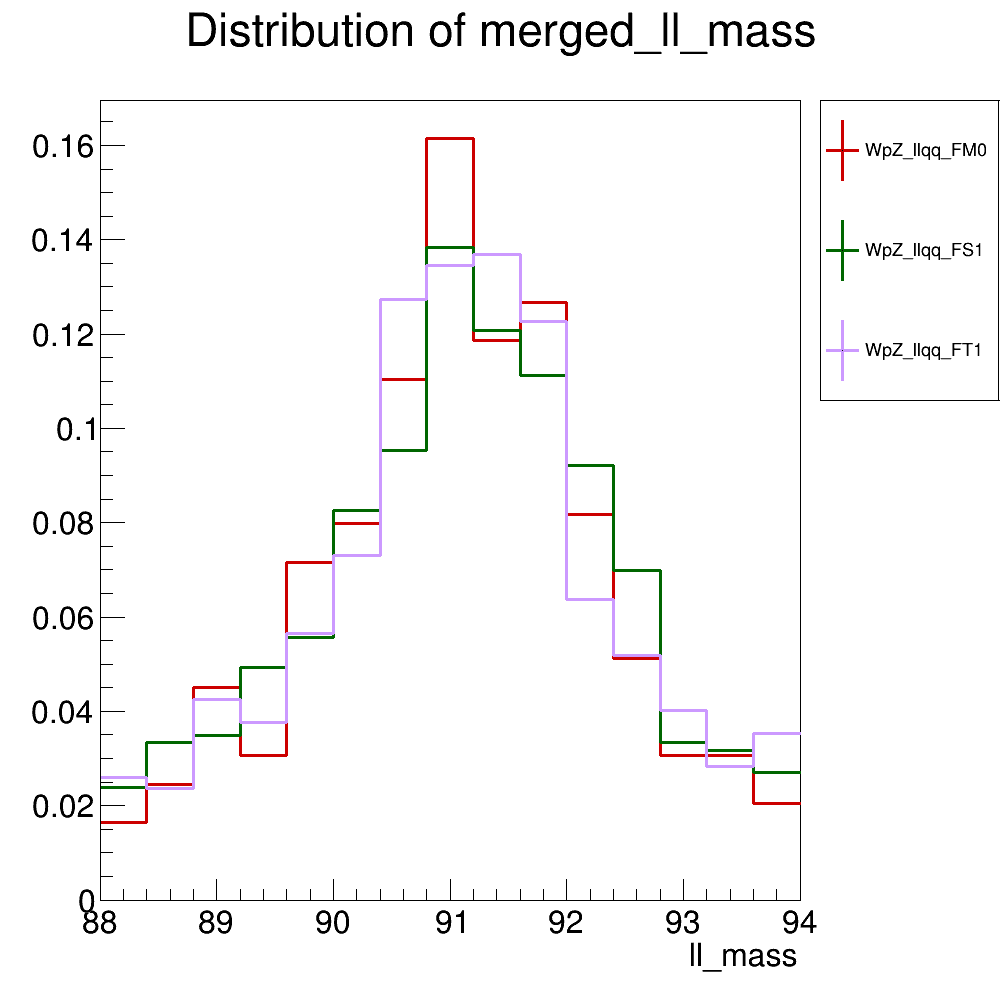 Distribution of merged_ll_mass
WpZ_llqq_FM0
WpZ_llqq_FS1
WpZ_llqq_FT1
0.16
0.14
0.12
0.1
0.08
0.06
0.04
0.02
0
88 89 90 91 92 93 94
ll_mass